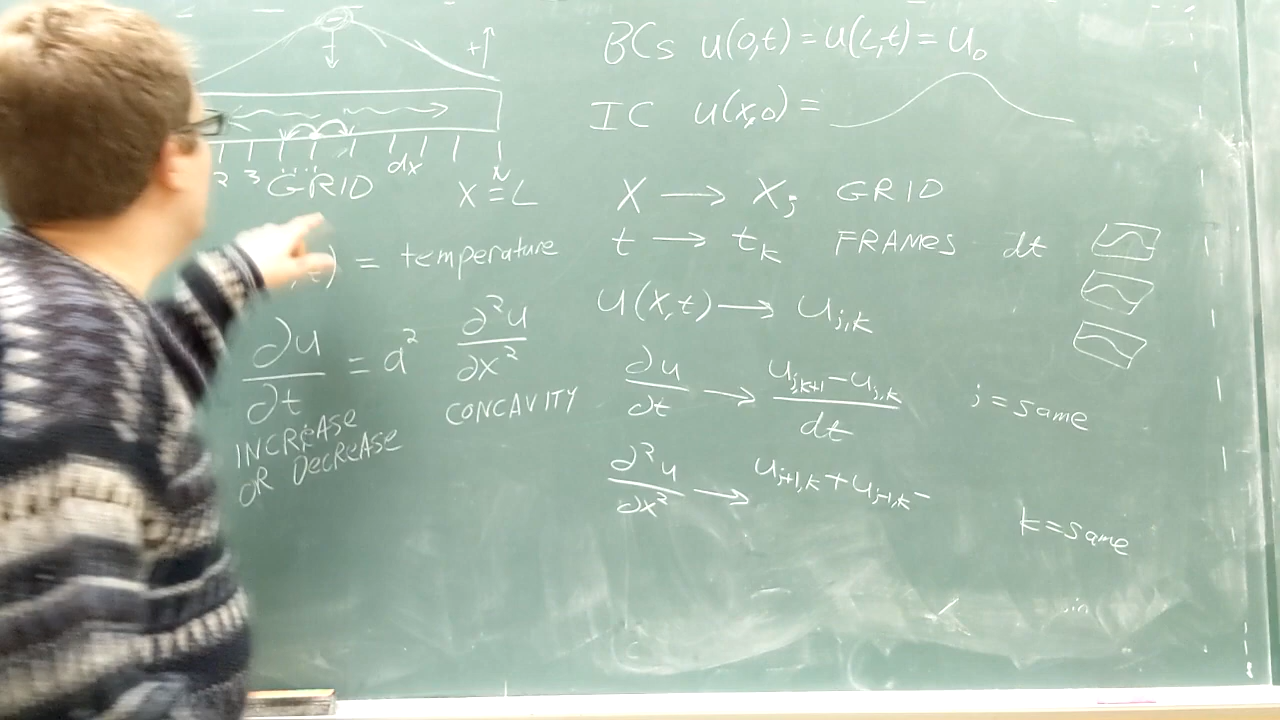 +
2 3 dx
GRID
N
X = L
, t) = temperature
∂u/∂t = a² ∂²u/∂x²
INCREASE
OR DECREASE
CONCAVITY
BCs u(0,t) = u(L,t) = u₀
IC u(x,0) =
X → Xⱼ GRID
t → tₖ FRAMES dt
u(x,t) → uⱼ,ₖ
∂u/∂t → (uⱼ,ₖ₊₁ − uⱼ,ₖ)/dt j = same
∂²u/∂x² → uⱼ₊₁,ₖ + uⱼ₋₁,ₖ −
k = same